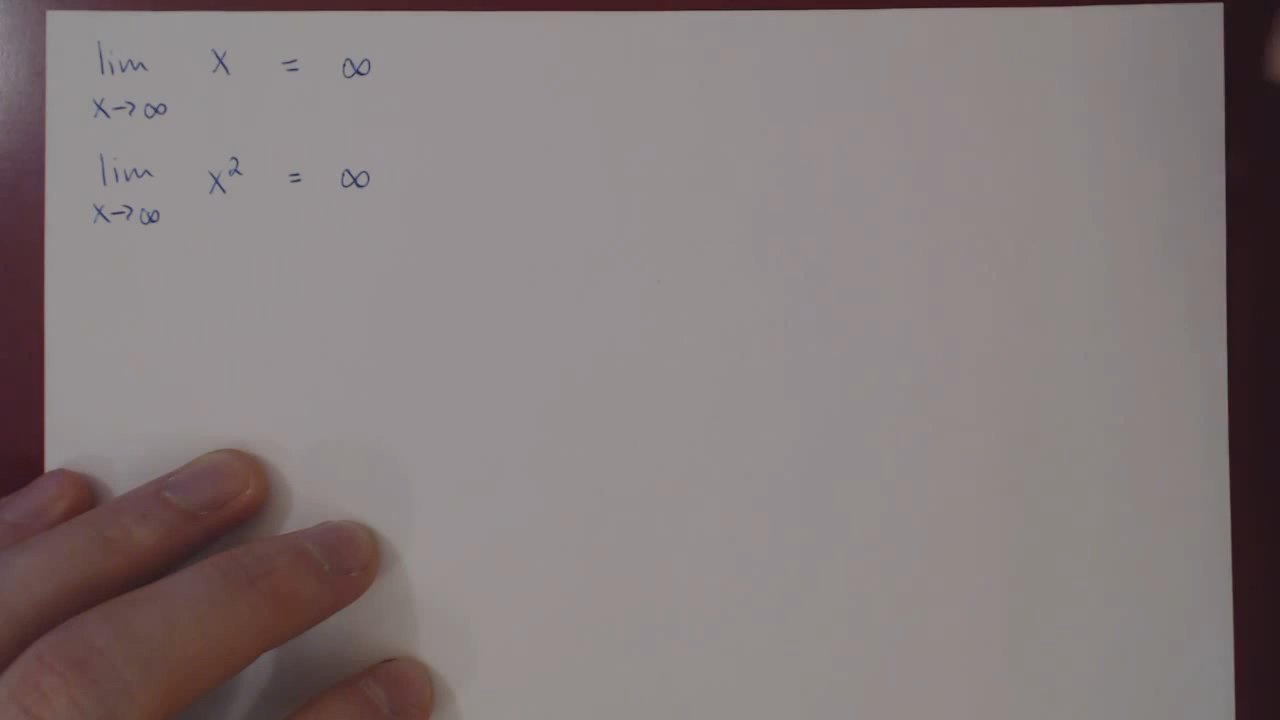 lim x = ∞
x→∞
lim x² = ∞
x→∞